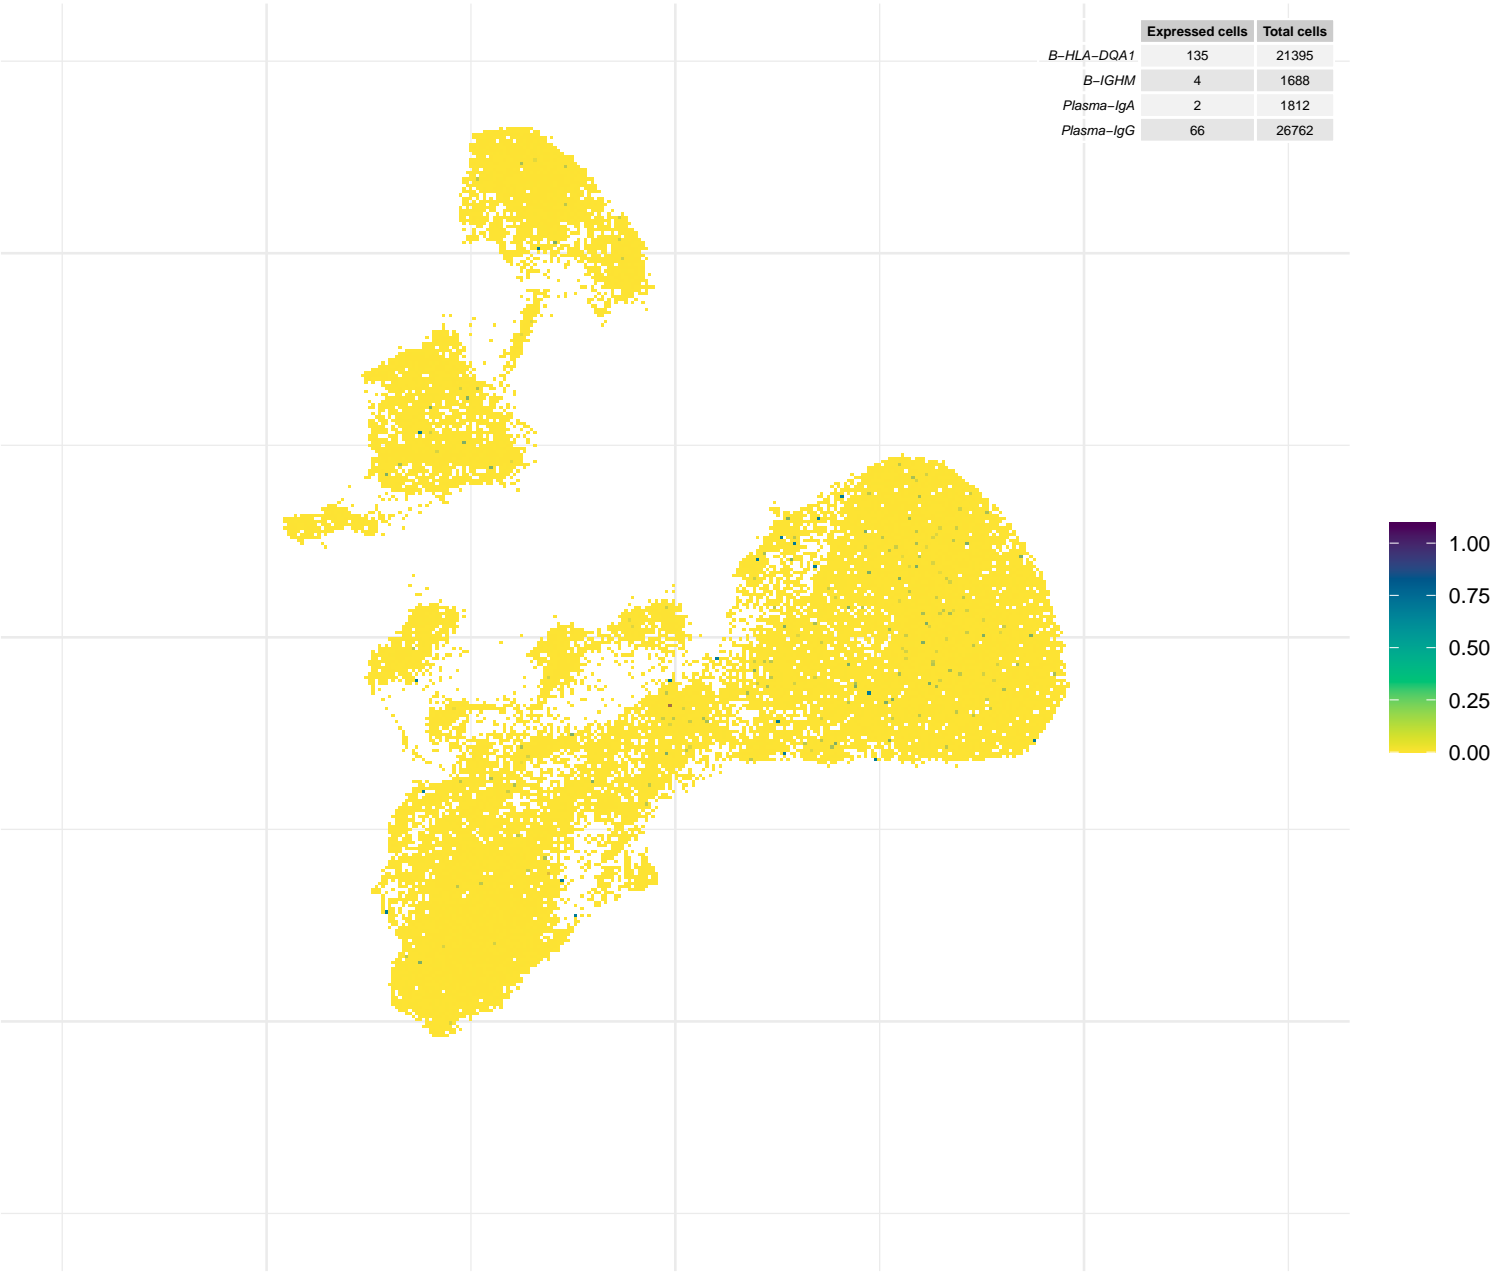 Expressed cells Total cells
B−HLA−DQA1 135 21395
B−IGHM 4 1688
Plasma−IgA 2 1812
Plasma−IgG 66 26762
1.00
0.75
0.50
0.25
0.00